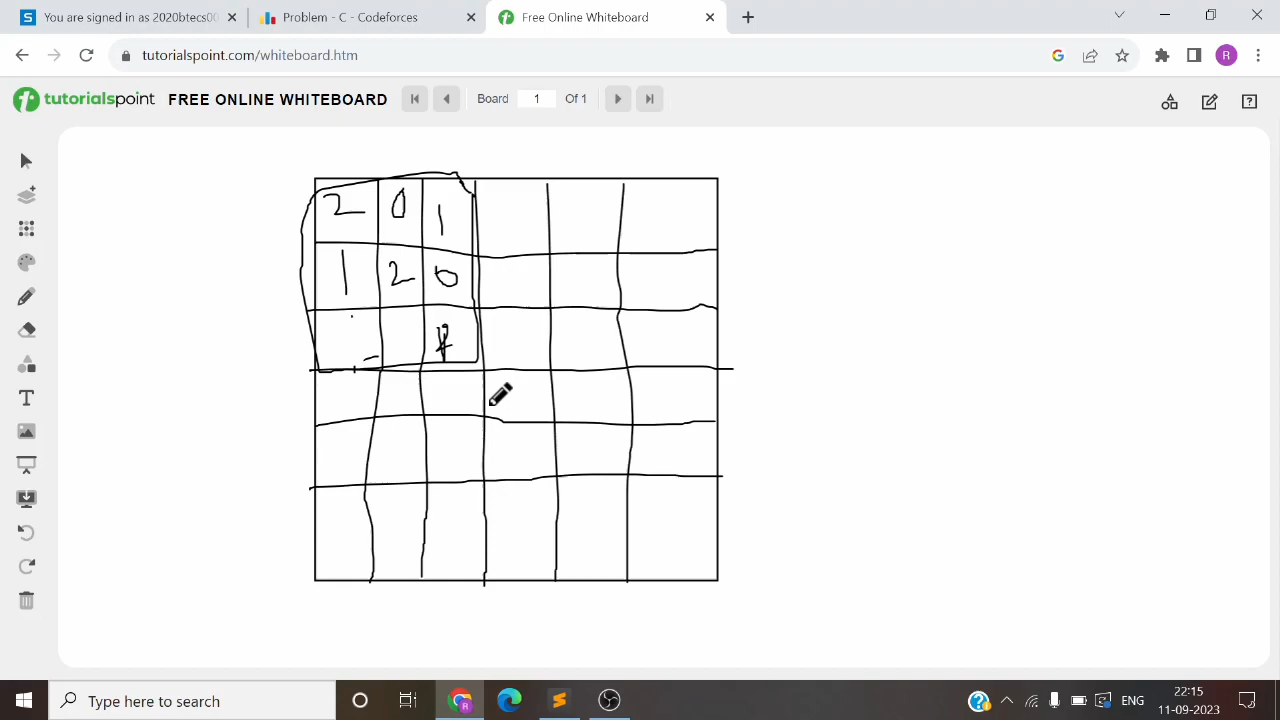 You are signed in as 2020btecs00
Problem - C - Codeforces
Free Online Whiteboard
tutorialspoint.com/whiteboard.htm
R
tutorialspoint FREE ONLINE WHITEBOARD
Board 1 Of 1
2 0 1
1 2 0
Type here to search
ENG
22:15
11-09-2023